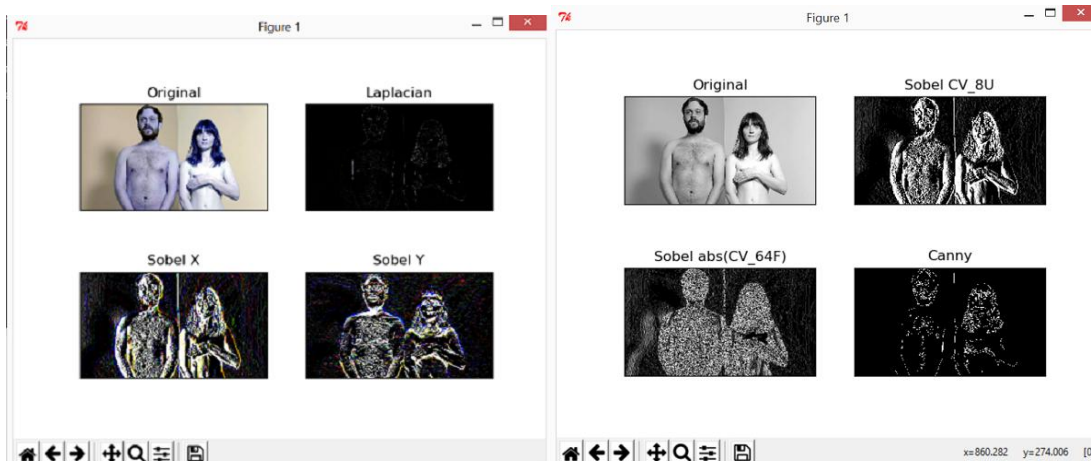 Figure 1
Original
Laplacian
Sobel X
Sobel Y
Figure 1
Original
Sobel CV_8U
Sobel abs(CV_64F)
Canny
x=860.282 y=274.006 [0